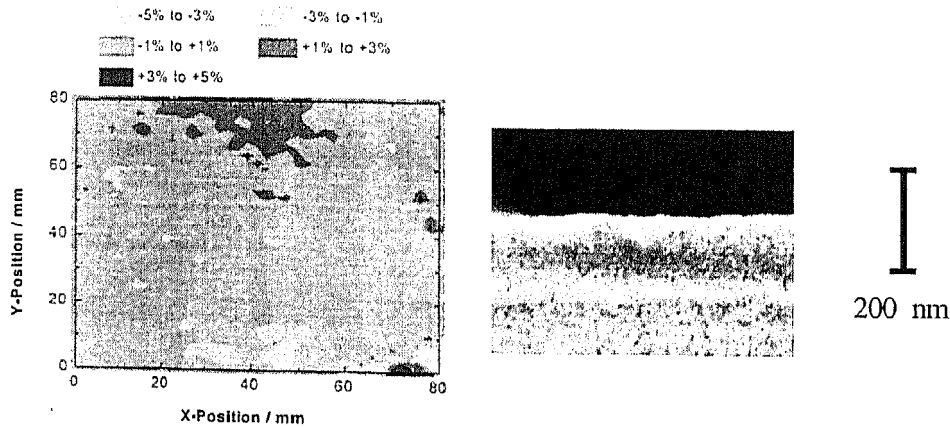 -5% to -3% -3% to -1%
-1% to +1% +1% to +3%
+3% to +5%
80
60
40
20
0
Y-Position / mm
0 20 40 60 80
X-Position / mm
200 nm